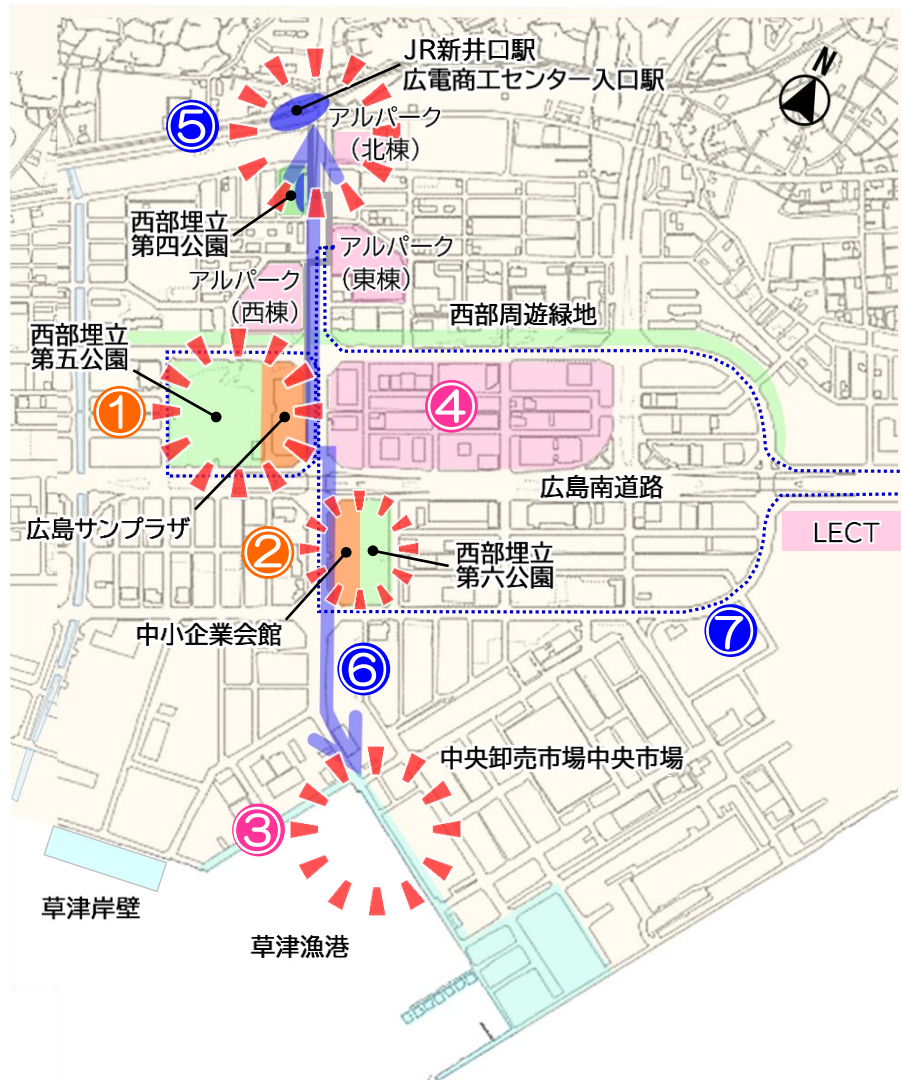 JR新井口駅
広電商工センター入口駅
N
⑤
アルパーク
（北棟）
西部埋立
第四公園
アルパーク
（東棟）
アルパーク
（西棟）
西部周遊緑地
西部埋立
第五公園
①
④
広島南道路
広島サンプラザ
LECT
②
西部埋立
第六公園
中小企業会館
⑦
⑥
中央卸売市場中央市場
③
草津岸壁
草津漁港